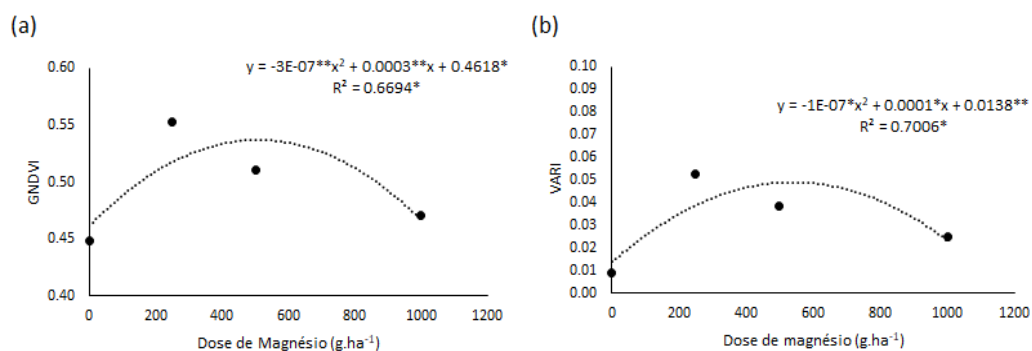 (a)
y = -3E-07**x² + 0.0003**x + 0.4618*
R² = 0.6694*
GNDVI
0.60
0.55
0.50
0.45
0.40
0 200 400 600 800 1000 1200
Dose de Magnésio (g.ha⁻¹)
(b)
y = -1E-07*x² + 0.0001*x + 0.0138**
R² = 0.7006*
VARI
0.10
0.09
0.08
0.07
0.06
0.05
0.04
0.03
0.02
0.01
0.00
0 200 400 600 800 1000 1200
Dose de magnésio (g.ha⁻¹)